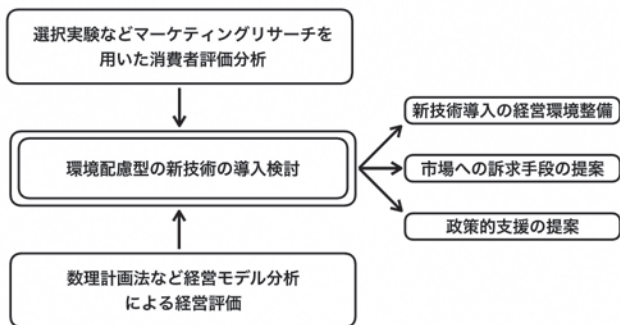 選択実験などマーケティングリサーチを
用いた消費者評価分析
新技術導入の経営環境整備
環境配慮型の新技術の導入検討
市場への訴求手段の提案
政策的支援の提案
数理計画法など経営モデル分析
による経営評価